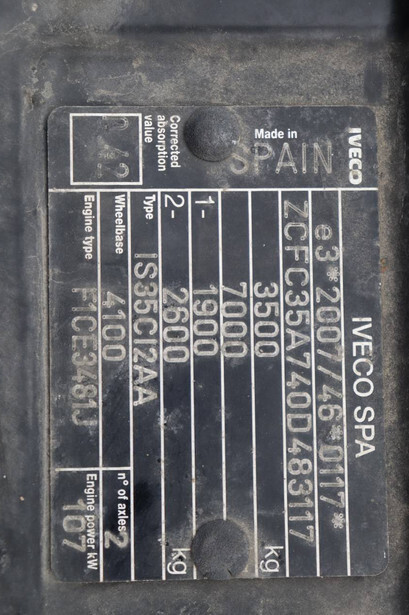 IVECO SPA
IVECO
e3*2007/46*0117*
ZCFC35A740D483117
Made in
SPAIN
3500 kg
7000
1- 1900
2- 2600 kg
Corrected
absorption
value
Type IS35CI2AA
Wheelbase 4100 n° of axles 2
Engine type F1CE3481J Engine power kW 107